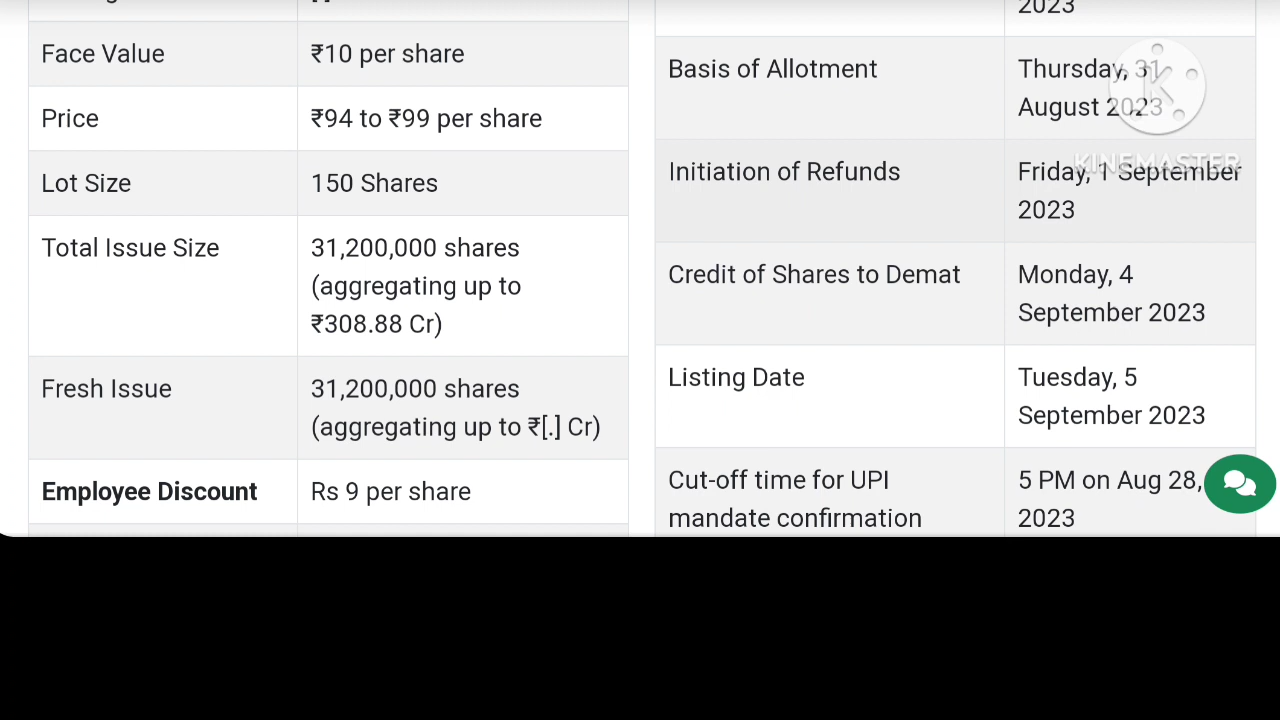 Face Value
₹10 per share
Price
₹94 to ₹99 per share
Lot Size
150 Shares
Total Issue Size
31,200,000 shares
(aggregating up to
₹308.88 Cr)
Fresh Issue
31,200,000 shares
(aggregating up to ₹[.] Cr)
Employee Discount
Rs 9 per share
2023
Basis of Allotment
Thursday, 31
August 2023
Initiation of Refunds
Friday, 1 September
2023
Credit of Shares to Demat
Monday, 4
September 2023
Listing Date
Tuesday, 5
September 2023
Cut-off time for UPI
mandate confirmation
5 PM on Aug 28,
2023
K
KINEMASTER